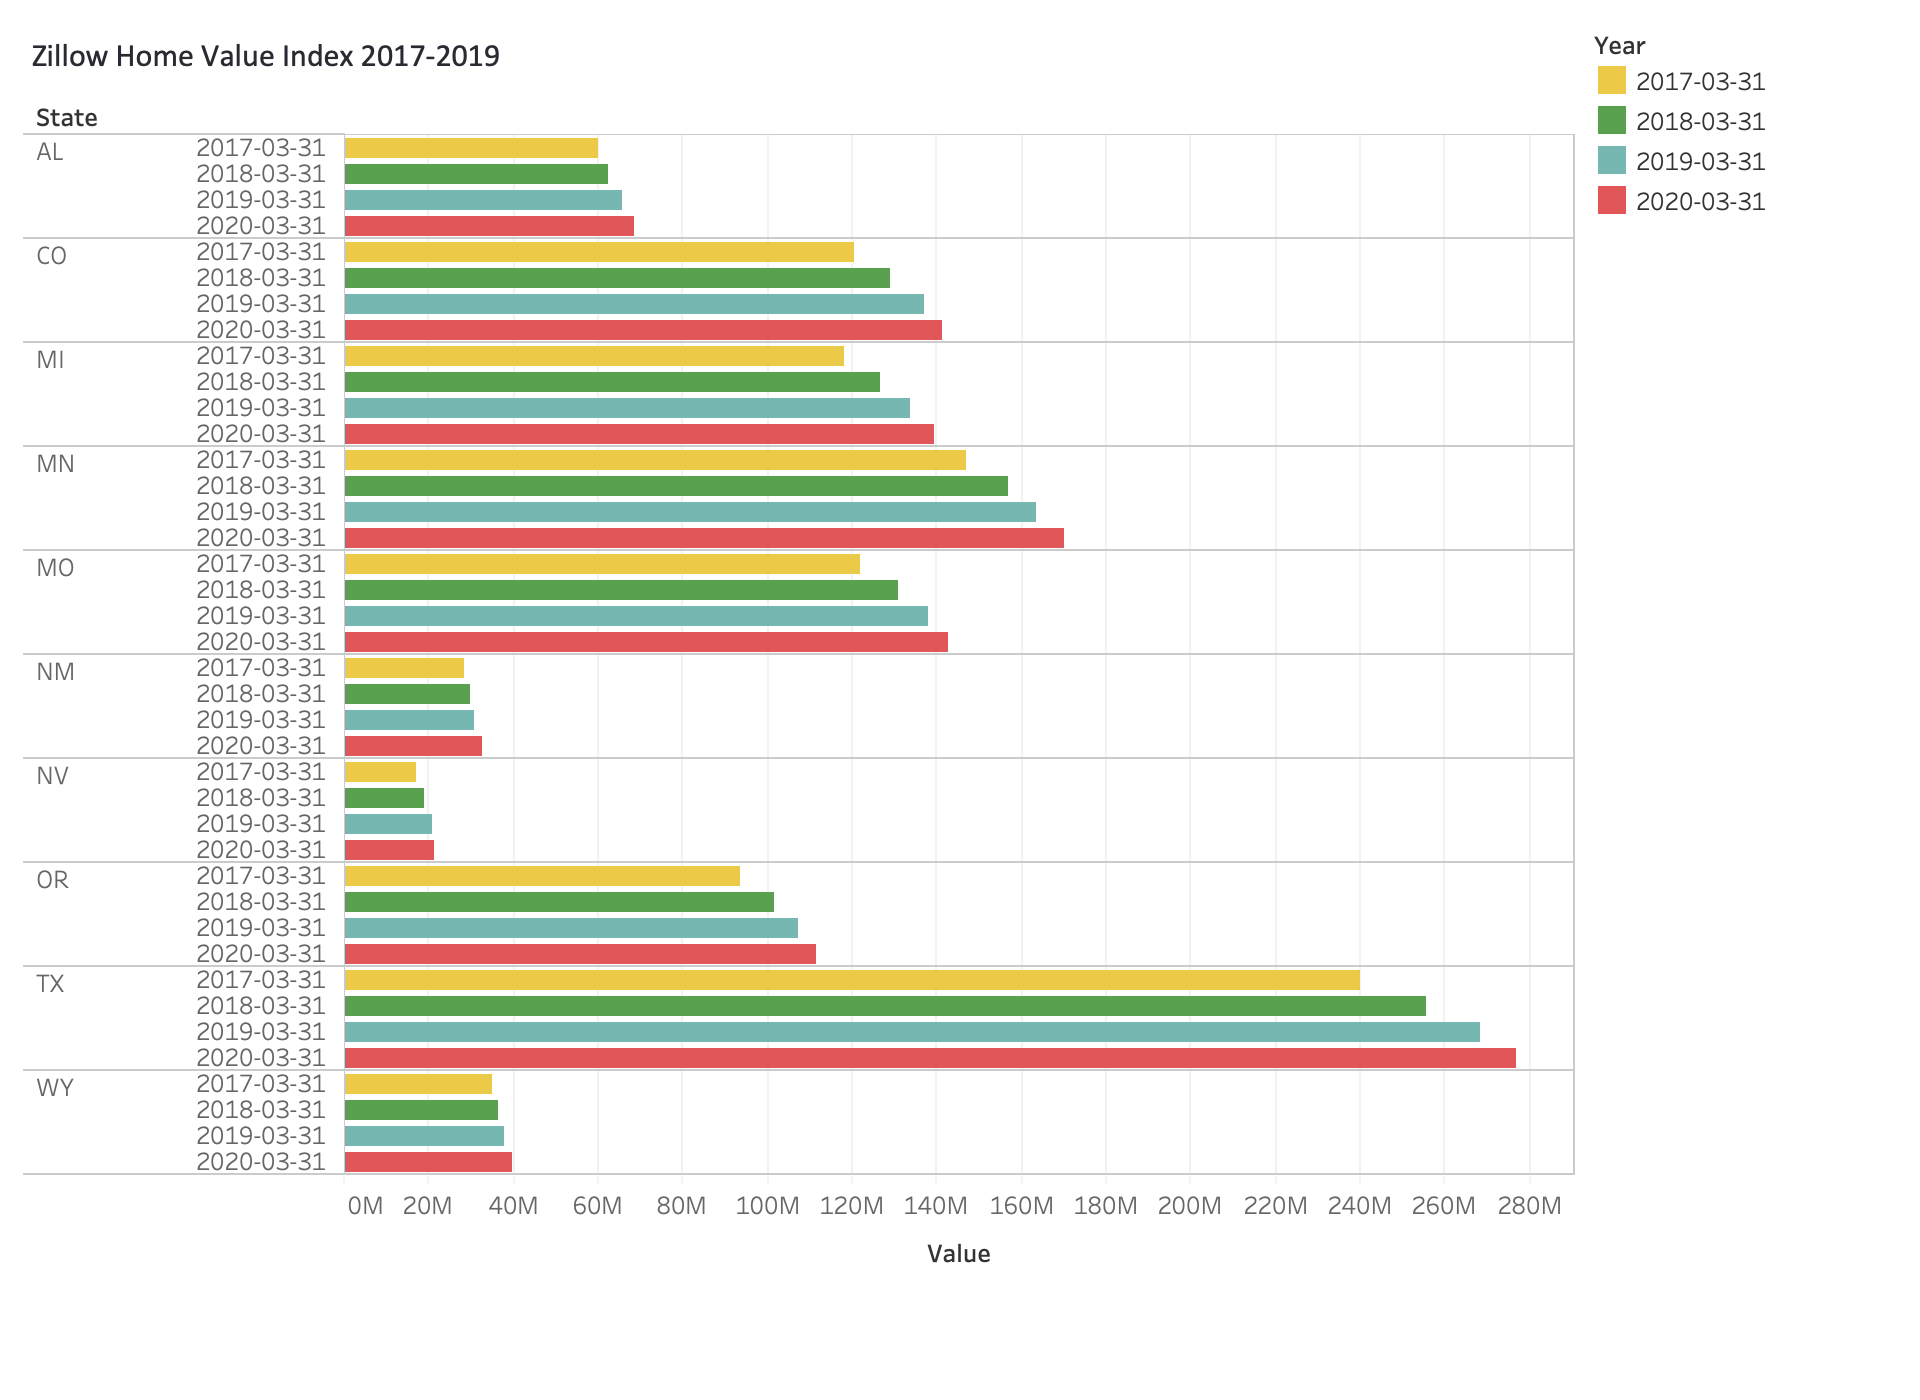 Zillow Home Value Index 2017-2019
Year
2017-03-31
2018-03-31
2019-03-31
2020-03-31
State
AL 2017-03-31
2018-03-31
2019-03-31
2020-03-31
CO 2017-03-31
2018-03-31
2019-03-31
2020-03-31
MI 2017-03-31
2018-03-31
2019-03-31
2020-03-31
MN 2017-03-31
2018-03-31
2019-03-31
2020-03-31
MO 2017-03-31
2018-03-31
2019-03-31
2020-03-31
NM 2017-03-31
2018-03-31
2019-03-31
2020-03-31
NV 2017-03-31
2018-03-31
2019-03-31
2020-03-31
OR 2017-03-31
2018-03-31
2019-03-31
2020-03-31
TX 2017-03-31
2018-03-31
2019-03-31
2020-03-31
WY 2017-03-31
2018-03-31
2019-03-31
2020-03-31
0M 20M 40M 60M 80M 100M 120M 140M 160M 180M 200M 220M 240M 260M 280M
Value